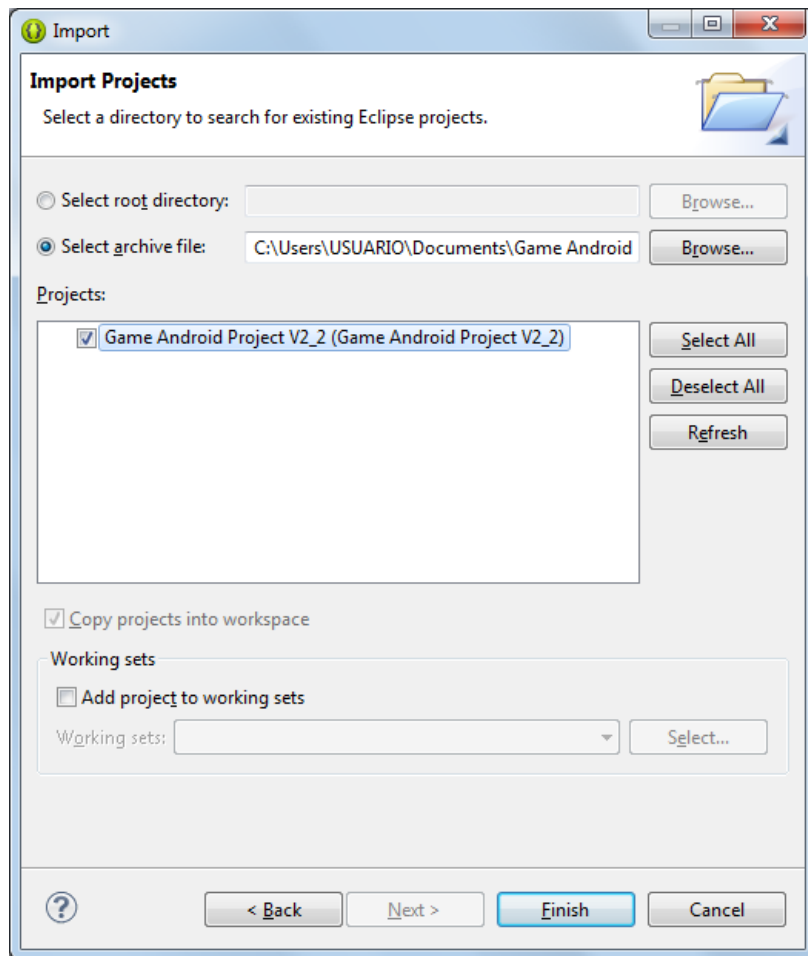 Import
Import Projects
Select a directory to search for existing Eclipse projects.
Select root directory:
Browse...
Select archive file:
C:\Users\USUARIO\Documents\Game Android
Browse...
Projects:
Game Android Project V2_2 (Game Android Project V2_2)
Select All
Deselect All
Refresh
Copy projects into workspace
Working sets
Add project to working sets
Working sets:
Select...
?
< Back
Next >
Finish
Cancel